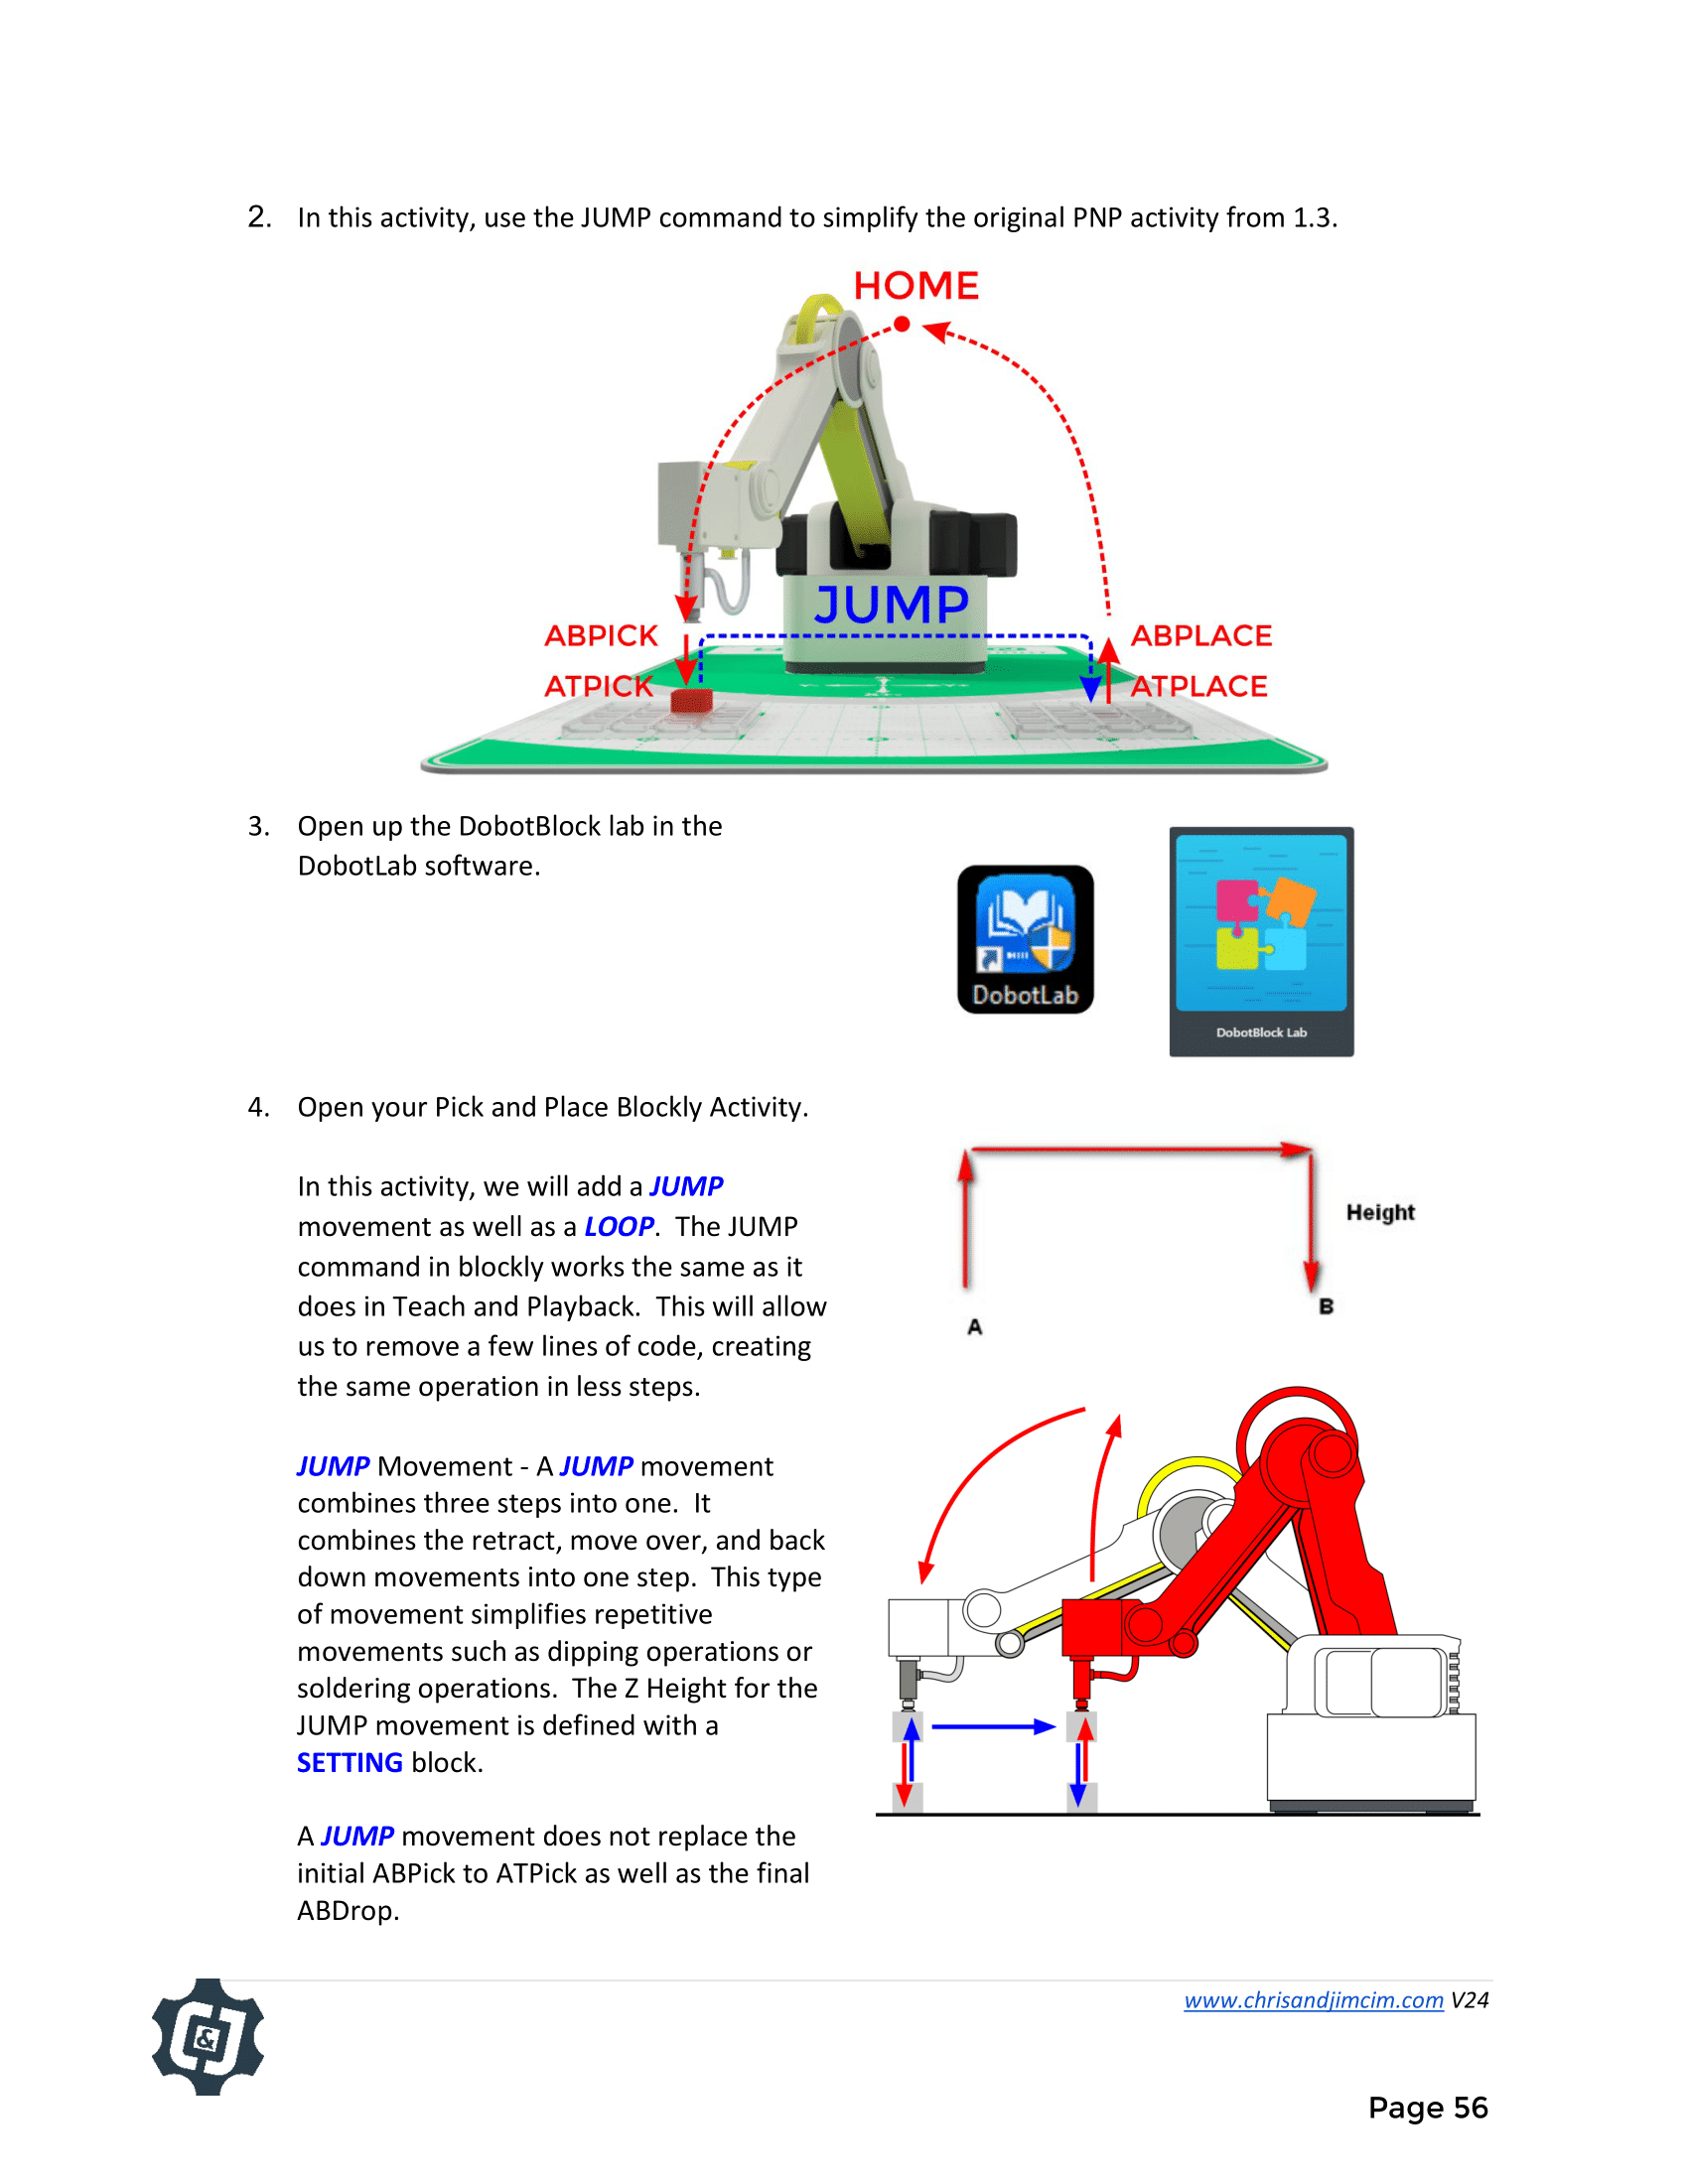 2. In this activity, use the JUMP command to simplify the original PNP activity from 1.3.
HOME
JUMP
ABPICK
ABPLACE
ATPICK
ATPLACE
3. Open up the DobotBlock lab in the
DobotLab software.
DobotLab
DobotBlock Lab
4. Open your Pick and Place Blockly Activity.
In this activity, we will add a JUMP
movement as well as a LOOP. The JUMP
command in blockly works the same as it
does in Teach and Playback. This will allow
us to remove a few lines of code, creating
the same operation in less steps.
Height
A
B
JUMP Movement - A JUMP movement
combines three steps into one. It
combines the retract, move over, and back
down movements into one step. This type
of movement simplifies repetitive
movements such as dipping operations or
soldering operations. The Z Height for the
JUMP movement is defined with a
SETTING block.
A JUMP movement does not replace the
initial ABPick to ATPick as well as the final
ABDrop.
C&J
www.chrisandjimcim.com V24
Page 56